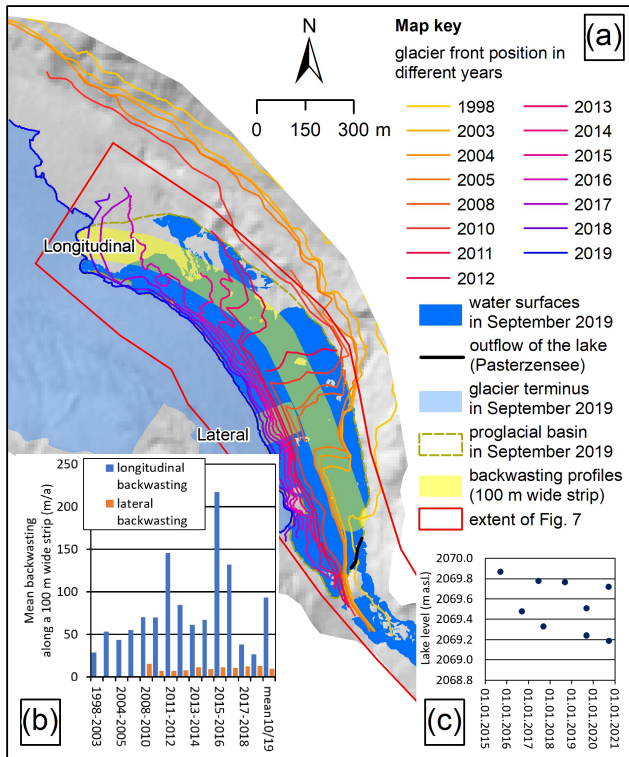 N
0 150 300 m
Map key
(a)
glacier front position in
different years
1998
2003
2004
2005
2008
2010
2011
2012
2013
2014
2015
2016
2017
2018
2019
water surfaces
in September 2019
outflow of the lake
(Pasterzensee)
glacier terminus
in September 2019
proglacial basin
in September 2019
backwasting profiles
(100 m wide strip)
extent of Fig. 7
Longitudinal
Lateral
Mean backwasting
along a 100 m wide strip (m/a)
250
200
150
100
50
0
longitudinal
backwasting
lateral
backwasting
1998-2003
2004-2005
2008-2010
2011-2012
2013-2014
2015-2016
2017-2018
mean10/19
(b)
Lake level (m a.s.l.)
2070.0
2069.8
2069.6
2069.4
2069.2
2069.0
2068.8
01.01.2015
01.01.2016
01.01.2017
01.01.2018
01.01.2019
01.01.2020
01.01.2021
(c)